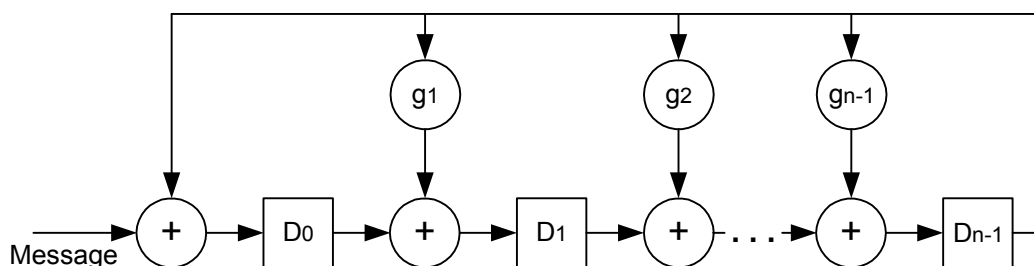 g1 g2 gn-1
+ D0 + D1 + ... + Dn-1
Message